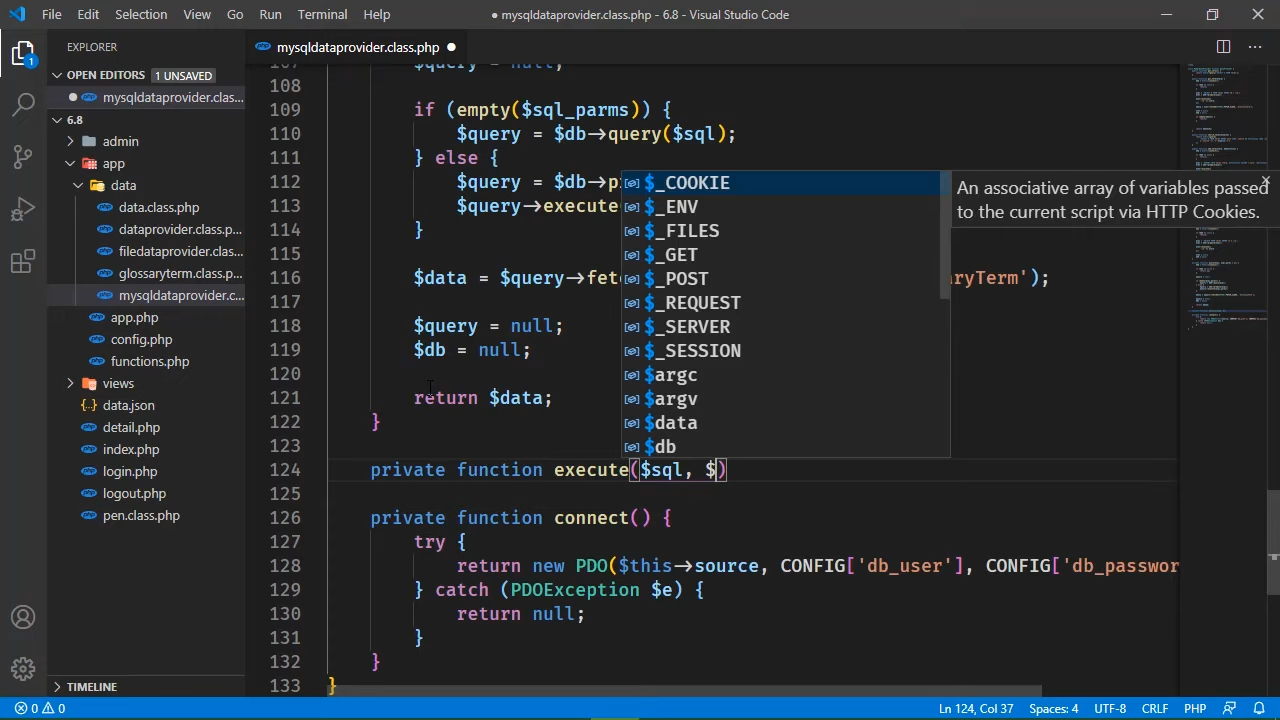 File Edit Selection View Go Run Terminal Help
● mysqldataprovider.class.php - 6.8 - Visual Studio Code
EXPLORER
mysqldataprovider.class.php
OPEN EDITORS 1 UNSAVED
mysqldataprovider.clas...
6.8
admin
app
data
data.class.php
dataprovider.class.p...
filedataprovider.clas...
glossaryterm.class.p...
mysqldataprovider.c...
app.php
config.php
functions.php
views
data.json
detail.php
index.php
login.php
logout.php
pen.class.php
TIMELINE
1
107 $query = null;
108
109 if (empty($sql_parms)) {
110 $query = $db→query($sql);
111 } else {
112 $query = $db→p
113 $query→execute
114 }
115
116 $data = $query→fet ryTerm');
117
118 $query = null;
119 $db = null;
120
121 return $data;
122 }
123
124 private function execute($sql, $)
125
126 private function connect() {
127 try {
128 return new PDO($this→source, CONFIG['db_user'], CONFIG['db_passwor
129 } catch (PDOException $e) {
130 return null;
131 }
132 }
133 }
$_COOKIE
$_ENV
$_FILES
$_GET
$_POST
$_REQUEST
$_SERVER
$_SESSION
$argc
$argv
$data
$db
An associative array of variables passed
to the current script via HTTP Cookies.
0 0 Ln 124, Col 37 Spaces: 4 UTF-8 CRLF PHP